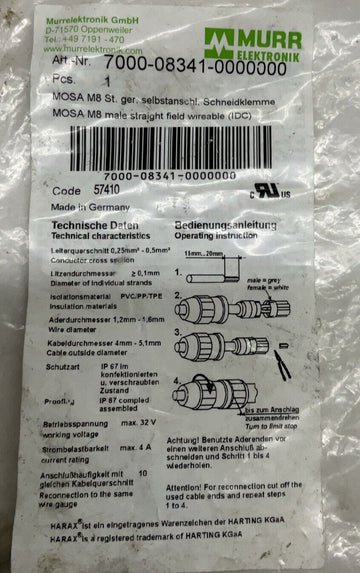 Murrelektronik GmbH
D-71570 Oppenweiler
Tel.:+49 7191 - 470
www.murrelektronik.com
MURR
ELEKTRONIK
Art.-Nr. 7000-08341-0000000
Pcs. 1
MOSA M8 St. ger. selbstanschl. Schneidklemme
MOSA M8 male straight field wireable (IDC)
7000-08341-0000000
Code 57410
c RU US
Made in Germany
Technische Daten
Technical characteristics
Leiterquerschnitt 0,25mm² - 0,5mm²
Conductor cross section
Litzendurchmesser ≥ 0,1mm
Diameter of individual strands
Isolationsmaterial PVC/PP/TPE
Insulation materials
Aderdurchmesser 1,2mm - 1,6mm
Wire diameter
Kabeldurchmesser 4mm - 5,1mm
Cable outside diameter
Schutzart IP 67 im
konfektionierten
u. verschraubten
Zustand
Proofing IP 67 compled
assembled
Betriebsspannung max. 32 V
working voltage
Strombelastbarkeit max. 4 A
current rating
Anschlußhäufigkeit mit 10
gleichen Kabelquerschnitt
Reconnection to the same
wire gauge
Bedienungsanleitung
Operating instruction
15mm..20mm
1.
male = grey
female = white
2.
3.
4.
bis zum Anschlag
zusammendrehen
Turn to limit stop
Achtung! Benutzte Aderenden vor
einen weiteren Anschluß ab-
schneiden und Schritt 1 bis 4
wiederholen.
Attention! For reconnection cut off the
used cable ends and repeat steps
1 to 4.
HARAX® ist ein eingetragenes Warenzeichen der HARTING KGaA
HARAX® is a registered trademark of HARTING KGaA